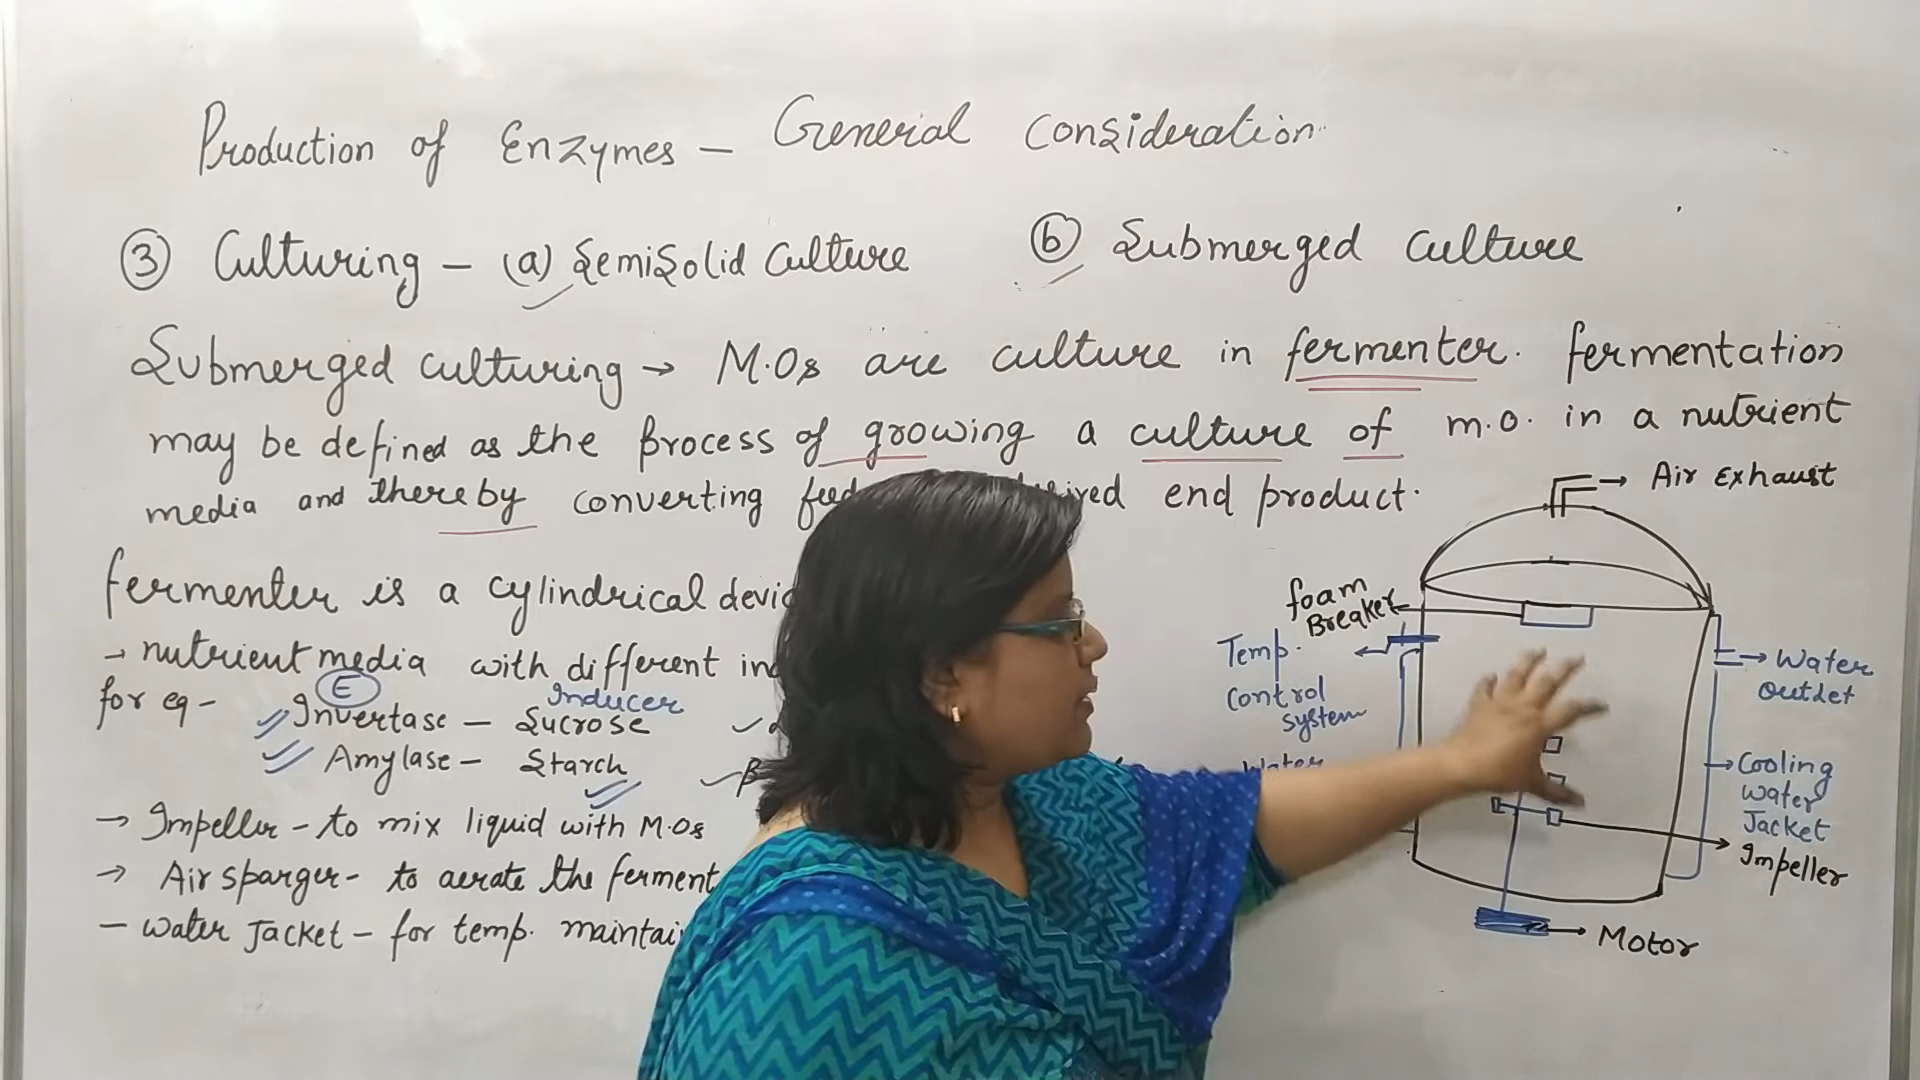 Production of Enzymes - General Consideration
③ Culturing - (a) Semisolid Culture ⓑ Submerged Culture
Submerged culturing → M.Os are culture in fermenter. fermentation
may be defined as the process of growing a culture of m.o. in a nutrient
media and thereby converting end product.
→ Air Exhaust
fermenter is a cylindrical
foam
Breaker
→ nutrient media with different
Temp.
control
system
→ Water
Outlet
for eg - Ⓔ Inducer
Invertase - Sucrose
Amylase - Starch
Water
→ Cooling
Water
Jacket
→ Impeller - to mix liquid with M.Os
Impeller
→ Air sparger - to aerate the
- Water Jacket - for temp.
→ Motor